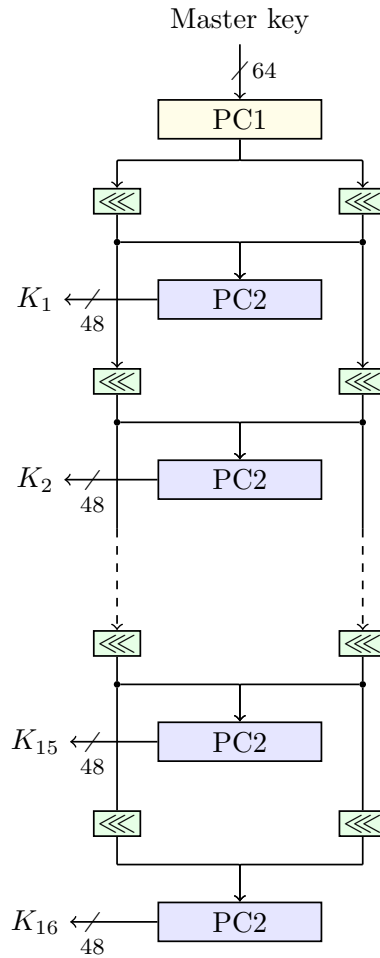 Master key
64
PC1
<<<
<<<
K₁
48
PC2
<<<
<<<
K₂
48
PC2
<<<
<<<
K₁₅
48
PC2
<<<
<<<
K₁₆
48
PC2